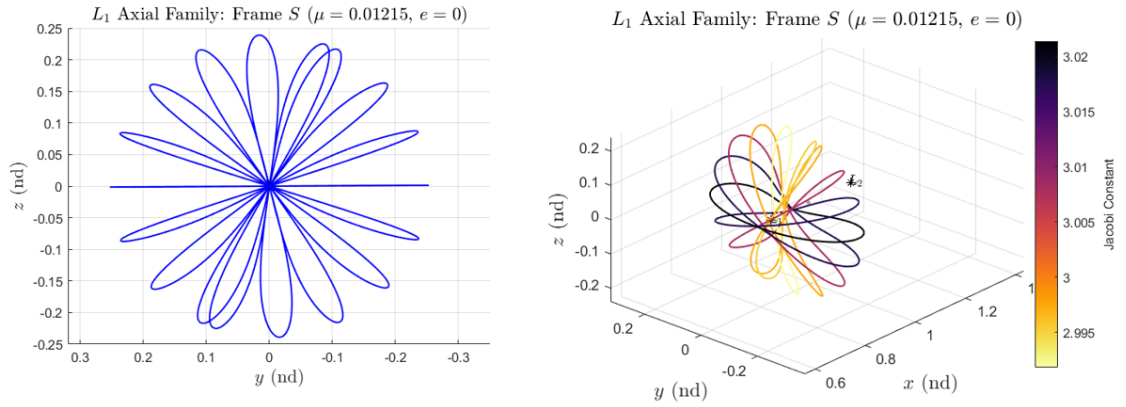 L₁ Axial Family: Frame S (μ = 0.01215, e = 0)
0.25
0.2
0.15
0.1
0.05
0
-0.05
-0.1
-0.15
-0.2
-0.25
z (nd)
0.3 0.2 0.1 0 -0.1 -0.2 -0.3
y (nd)
L₁ Axial Family: Frame S (μ = 0.01215, e = 0)
0.2
0.1
0
-0.1
-0.2
z (nd)
0.2 0 -0.2
y (nd)
0.6 0.8 1 1.2 1
x (nd)
L₂
3.02
3.015
3.01
3.005
3
2.995
Jacobi Constant